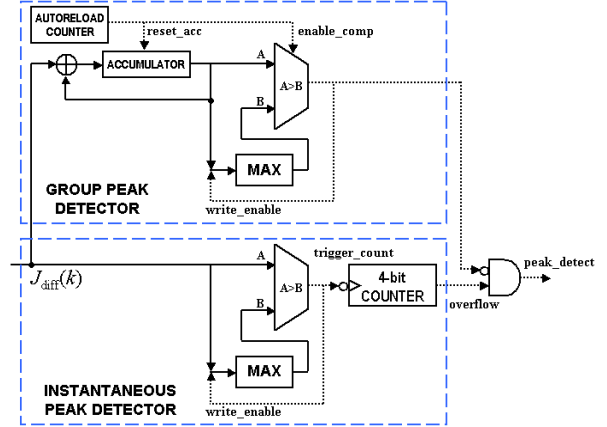 AUTORELOAD
COUNTER
reset_acc
enable_comp
ACCUMULATOR
A
A>B
B
MAX
GROUP PEAK
DETECTOR
write_enable
J_diff(k)
A
trigger_count
A>B
B
4-bit
COUNTER
peak_detect
overflow
MAX
INSTANTANEOUS
PEAK DETECTOR
write_enable